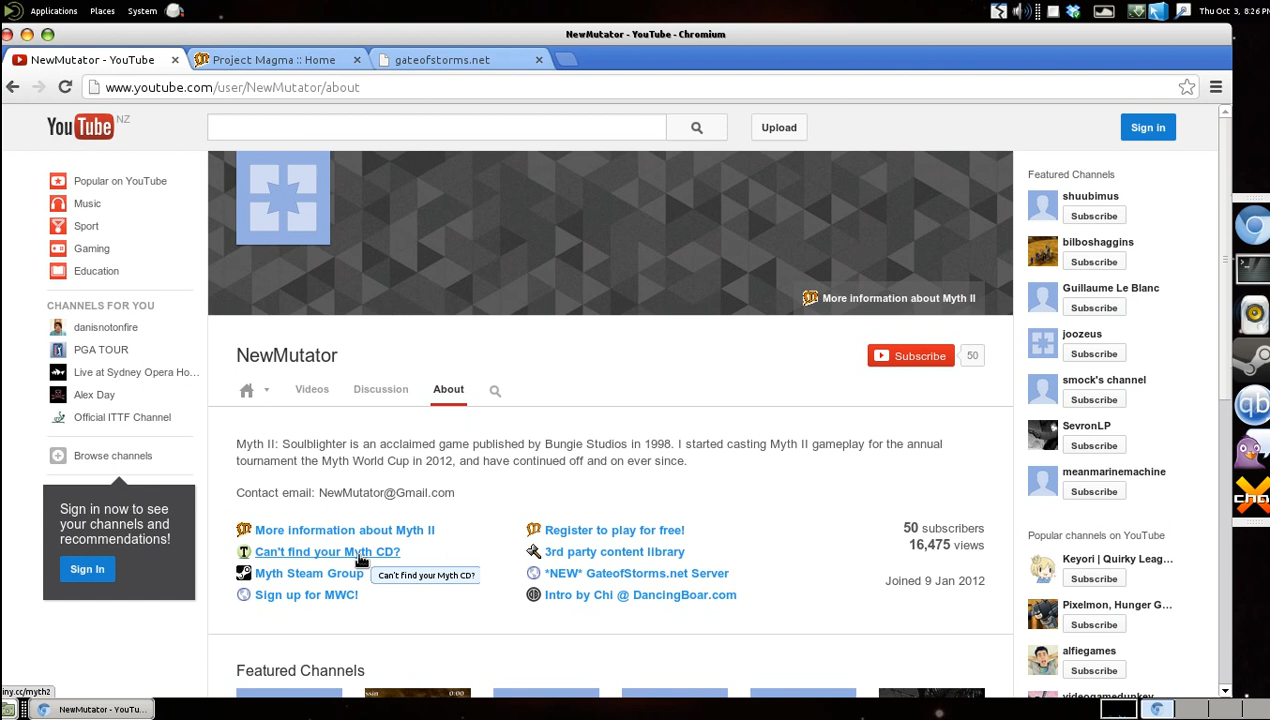 Applications Places System
Thu Oct 3, 8:26 P
NewMutator - YouTube - Chromium
NewMutator - YouTube
Project Magma :: Home
gateofstorms.net
www.youtube.com/user/NewMutator/about
YouTube NZ
Upload
Sign in
Popular on YouTube
Music
Sport
Gaming
Education
CHANNELS FOR YOU
danisnotonfire
PGA TOUR
Live at Sydney Opera Ho...
Alex Day
Official ITTF Channel
Browse channels
Sign in now to see
your channels and
recommendations!
Sign In
More information about Myth II
NewMutator
Subscribe 50
Videos Discussion About
Myth II: Soulblighter is an acclaimed game published by Bungie Studios in 1998. I started casting Myth II gameplay for the annual
tournament the Myth World Cup in 2012, and have continued off and on ever since.
Contact email: NewMutator@Gmail.com
More information about Myth II
Can't find your Myth CD?
Myth Steam Group
Can't find your Myth CD?
Sign up for MWC!
Register to play for free!
3rd party content library
*NEW* GateofStorms.net Server
Intro by Chi @ DancingBoar.com
50 subscribers
16,475 views
Joined 9 Jan 2012
Featured Channels
Featured Channels
shuubimus
Subscribe
bilboshaggins
Subscribe
Guillaume Le Blanc
Subscribe
joozeus
Subscribe
smock's channel
Subscribe
SevronLP
Subscribe
meanmarinemachine
Subscribe
Popular channels on YouTube
Keyori | Quirky Leag...
Subscribe
Pixelmon, Hunger G...
Subscribe
alfiegames
Subscribe
videogamedunkey
iny.cc/myth2
NewMutator - YouTu...